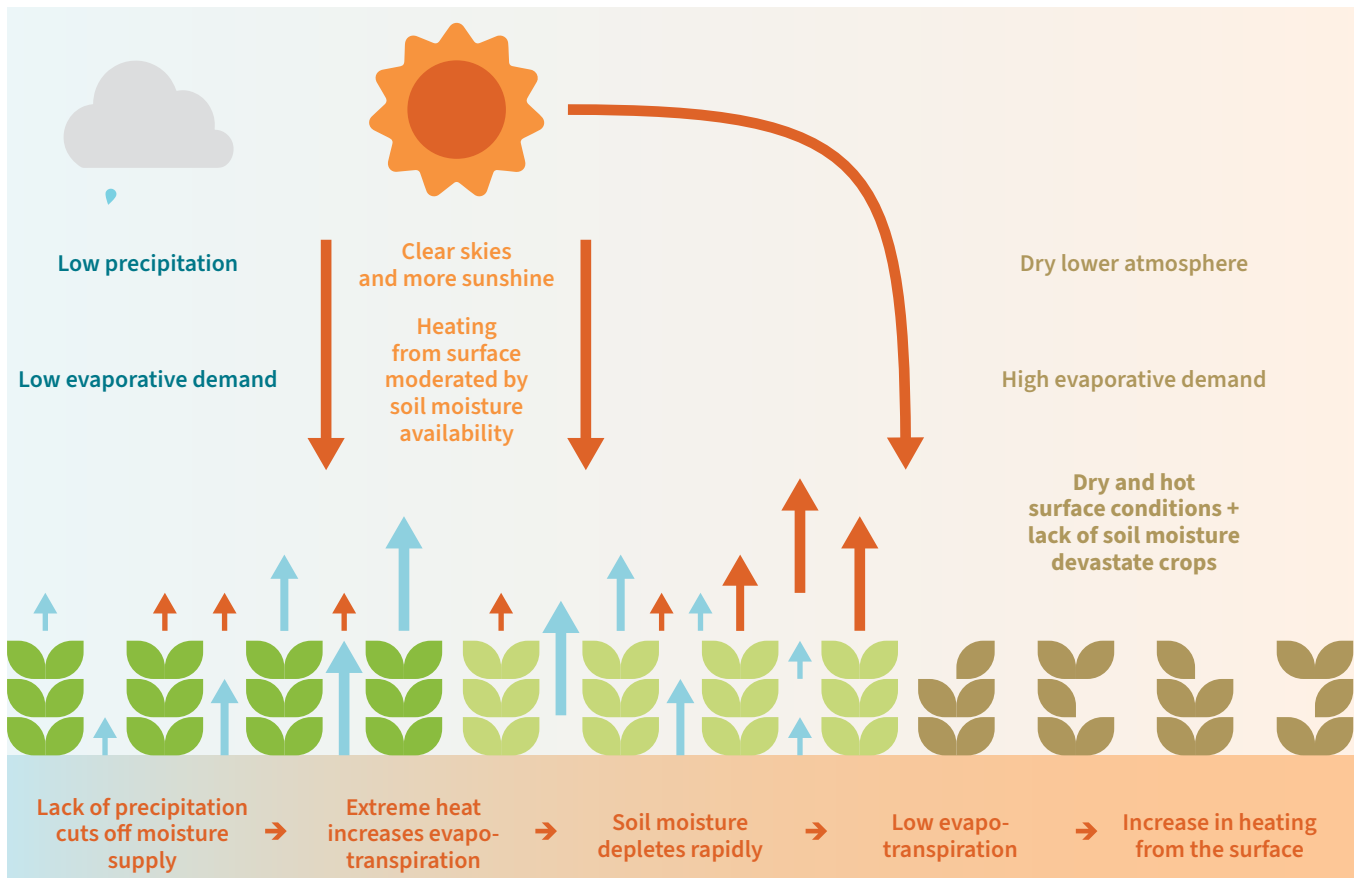 Low precipitation
Low evaporative demand
Clear skies
and more sunshine
Heating
from surface
moderated by
soil moisture
availability
Dry lower atmosphere
High evaporative demand
Dry and hot
surface conditions +
lack of soil moisture
devastate crops
Lack of precipitation
cuts off moisture
supply
Extreme heat
increases evapo-
transpiration
Soil moisture
depletes rapidly
Low evapo-
transpiration
Increase in heating
from the surface